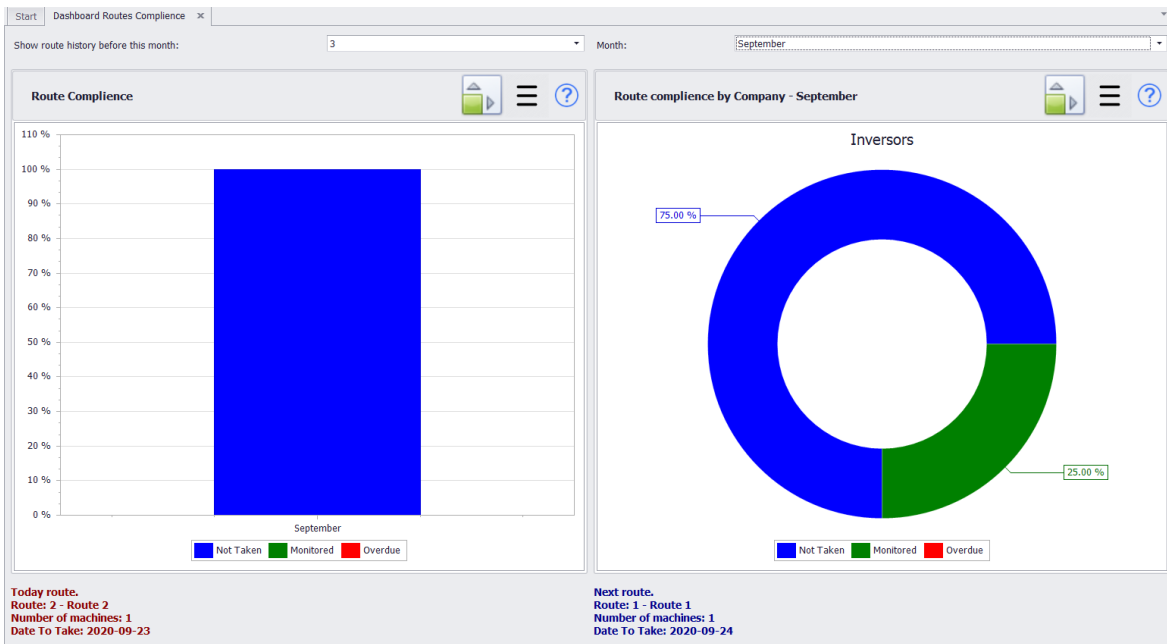 Start Dashboard Routes Complience ×
Show route history before this month: 3 Month: September
Route Complience ?
Route complience by Company - September ?
110 %
100 %
90 %
80 %
70 %
60 %
50 %
40 %
30 %
20 %
10 %
0 %
September
Not Taken Monitored Overdue
Inversors
75.00 %
25.00 %
Not Taken Monitored Overdue
Today route.
Route: 2 - Route 2
Number of machines: 1
Date To Take: 2020-09-23
Next route.
Route: 1 - Route 1
Number of machines: 1
Date To Take: 2020-09-24